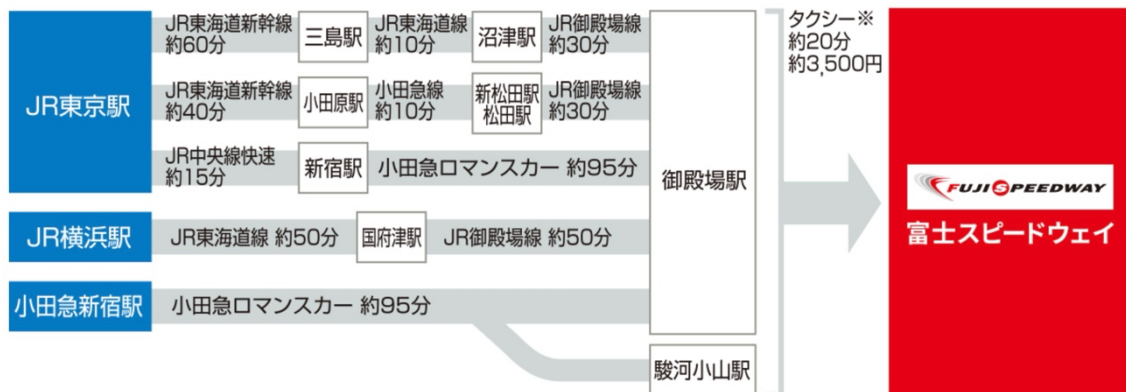 JR東京駅
JR東海道新幹線
約60分
三島駅
JR東海道線
約10分
沼津駅
JR御殿場線
約30分
JR東海道新幹線
約40分
小田原駅
小田急線
約10分
新松田駅
松田駅
JR御殿場線
約30分
JR中央線快速
約15分
新宿駅
小田急ロマンスカー 約95分
JR横浜駅
JR東海道線 約50分
国府津駅
JR御殿場線 約50分
小田急新宿駅
小田急ロマンスカー 約95分
御殿場駅
駿河小山駅
タクシー※
約20分
約3,500円
FUJI SPEEDWAY
富士スピードウェイ